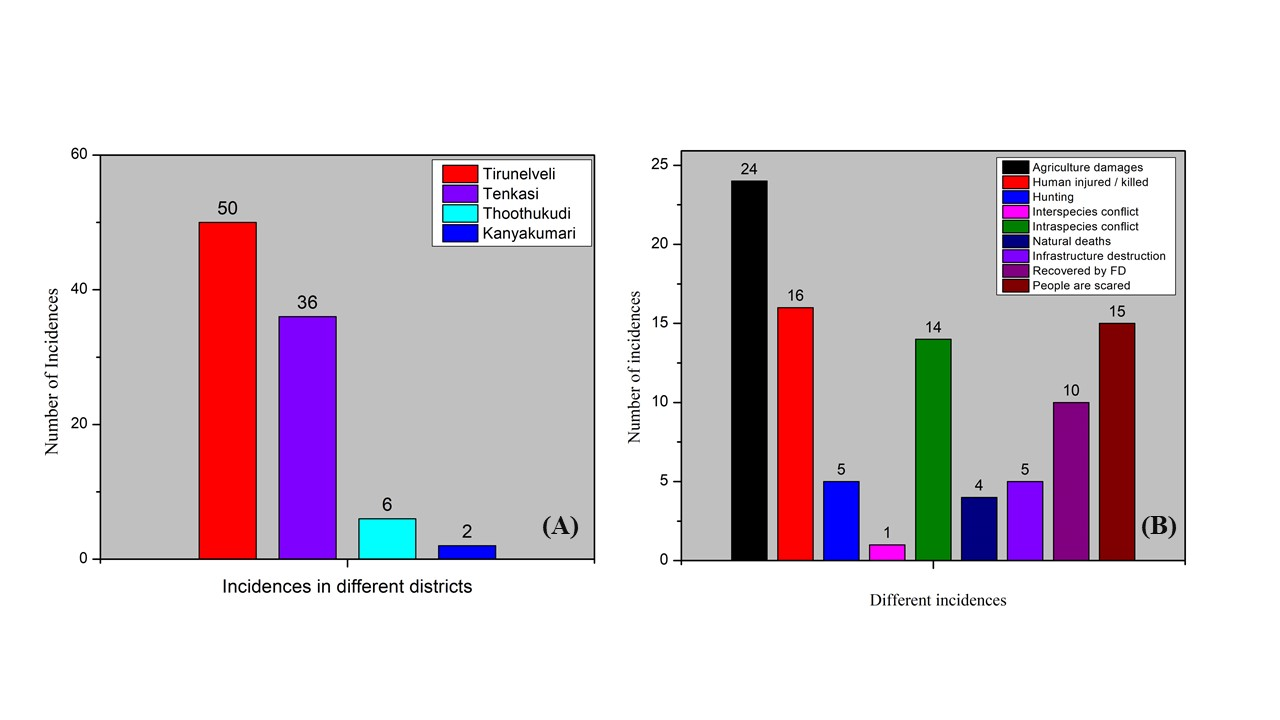 60
40
20
0
Number of Incidences
50
36
6
2
Tirunelveli
Tenkasi
Thoothukudi
Kanyakumari
(A)
Incidences in different districts
25
20
15
10
5
0
Number of incidences
24
16
5
1
14
4
5
10
15
Agriculture damages
Human injured / killed
Hunting
Interspecies conflict
Intraspecies conflict
Natural deaths
Infrastructure destruction
Recovered by FD
People are scared
(B)
Different incidences